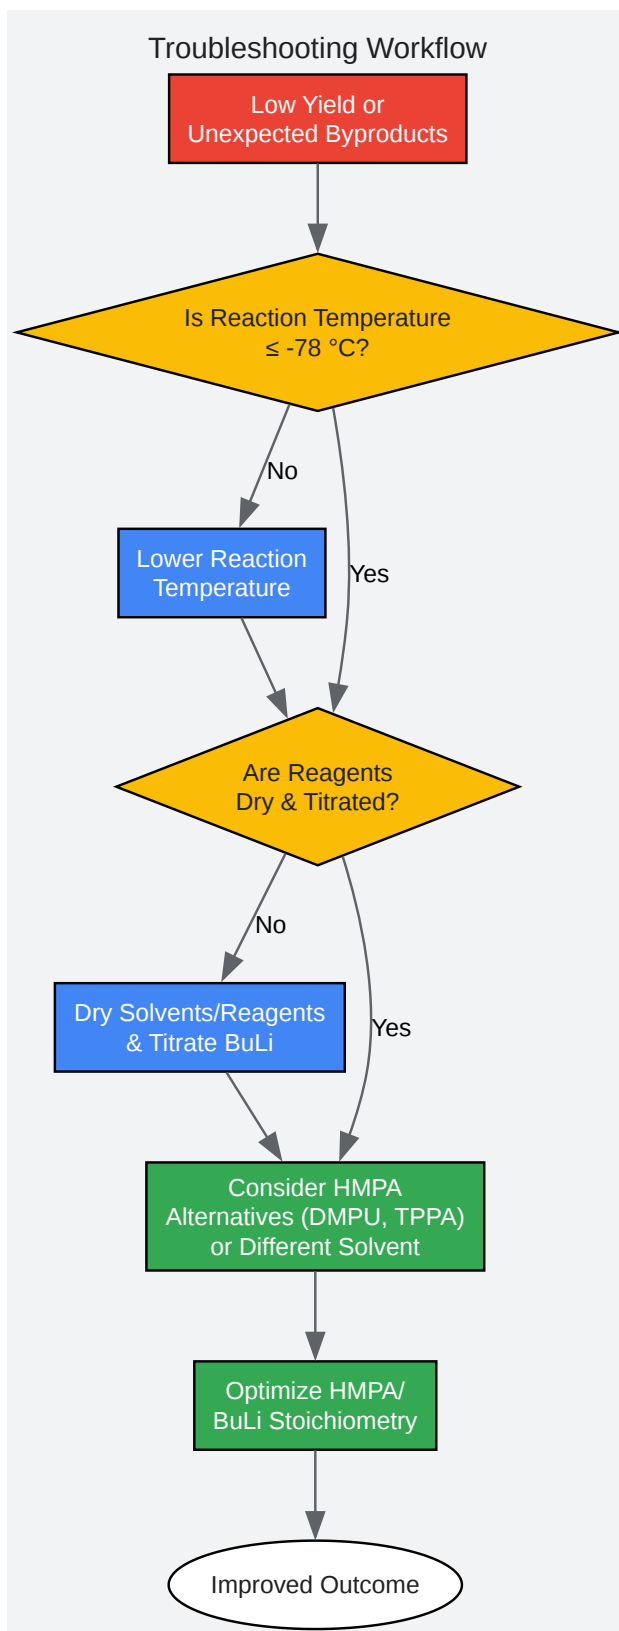 Troubleshooting Workflow
Low Yield or
Unexpected Byproducts
Is Reaction Temperature
≤ -78 °C?
No
Lower Reaction
Temperature
Yes
Are Reagents
Dry & Titrated?
No
Dry Solvents/Reagents
& Titrate BuLi
Yes
Consider HMPA
Alternatives (DMPU, TPPA)
or Different Solvent
Optimize HMPA/
BuLi Stoichiometry
Improved Outcome